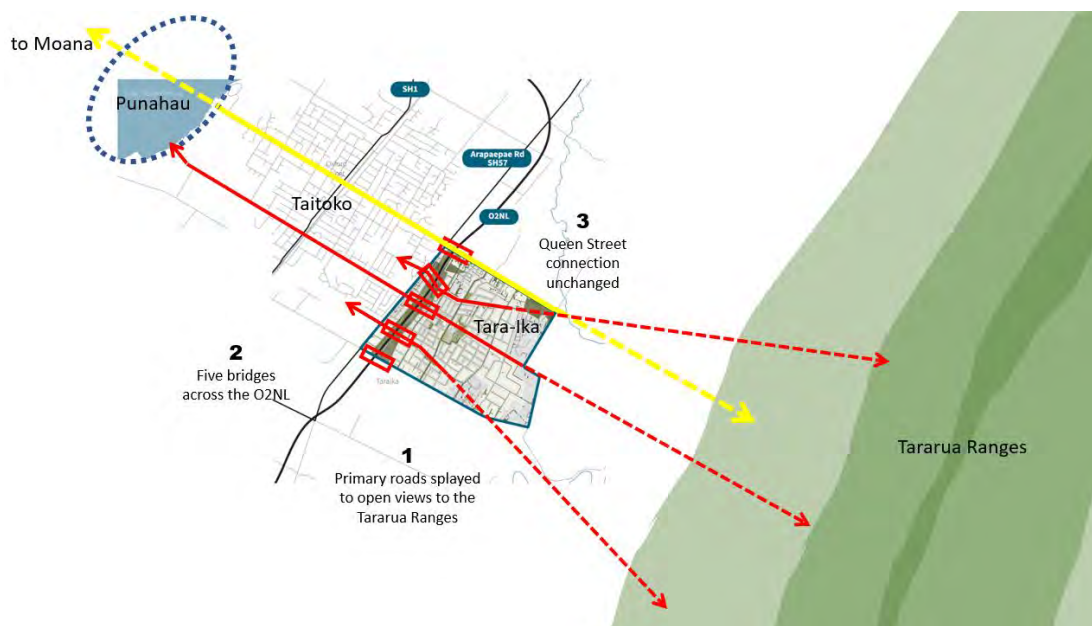 to Moana
Punahau
SH1
Arapaepae Rd
SH57
Taitoko
O2NL
3
Queen Street
connection
unchanged
Tara-Ika
2
Five bridges
across the O2NL
Taraika
1
Primary roads splayed
to open views to the
Tararua Ranges
Tararua Ranges